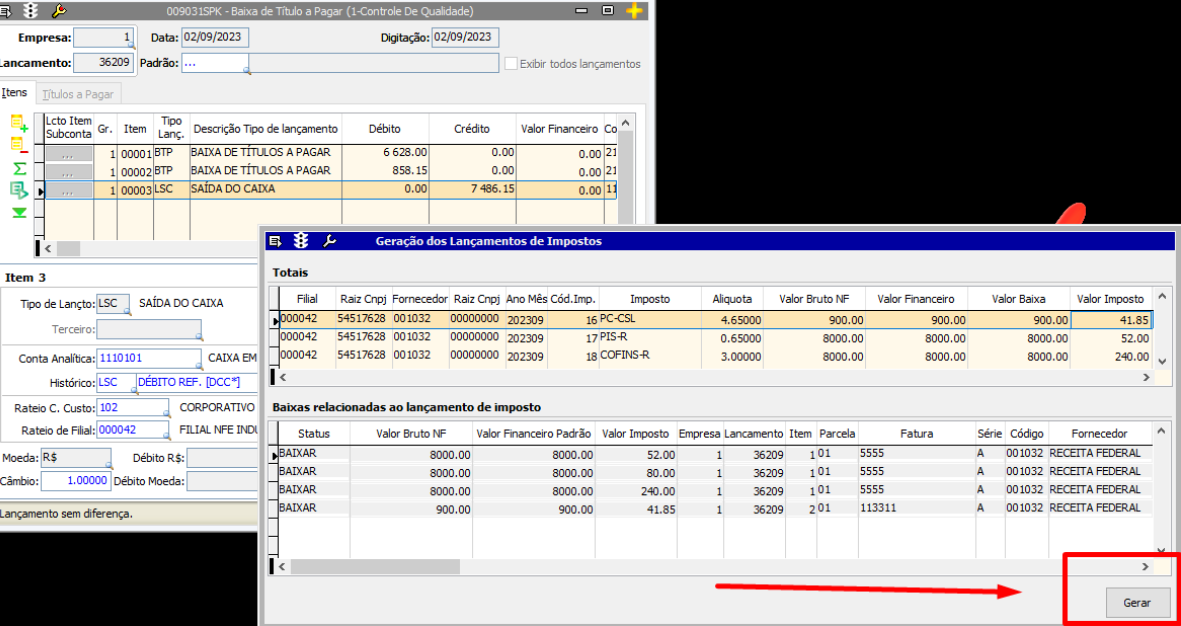 009031SPK - Baixa de Título a Pagar (1-Controle De Qualidade)
Empresa: 1 Data: 02/09/2023 Digitação: 02/09/2023
Lancamento: 36209 Padrão: ... Exibir todos lançamentos
Itens Títulos a Pagar
Lcto Item Subconta Gr. Item Tipo Lanç. Descrição Tipo de lançamento Débito Crédito Valor Financeiro Co
... 1 00001 BTP BAIXA DE TÍTULOS A PAGAR 6 628.00 0.00 0.00 21
... 1 00002 BTP BAIXA DE TÍTULOS A PAGAR 858.15 0.00 0.00 21
... 1 00003 LSC SAÍDA DO CAIXA 0.00 7 486.15 0.00 11
Item 3
Tipo de Lançto: LSC SAÍDA DO CAIXA
Terceiro:
Conta Analítica: 1110101 CAIXA EM
Histórico: LSC DÉBITO REF. [DCC*]
Rateio C. Custo: 102 CORPORATIVO
Rateio de Filial: 000042 FILIAL NFE INDU
Moeda: R$ Débito R$:
Câmbio: 1.00000 Débito Moeda:
Lançamento sem diferença.
Geração dos Lançamentos de Impostos
Totais
Filial Raiz Cnpj Fornecedor Raiz Cnpj Ano Mês Cód.Imp. Imposto Aliquota Valor Bruto NF Valor Financeiro Valor Baixa Valor Imposto
000042 54517628 001032 00000000 202309 16 PC-CSL 4.65000 900.00 900.00 900.00 41.85
000042 54517628 001032 00000000 202309 17 PIS-R 0.65000 8000.00 8000.00 8000.00 52.00
000042 54517628 001032 00000000 202309 18 COFINS-R 3.00000 8000.00 8000.00 8000.00 240.00
Baixas relacionadas ao lançamento de imposto
Status Valor Bruto NF Valor Financeiro Padrão Valor Imposto Empresa Lancamento Item Parcela Fatura Série Código Fornecedor
BAIXAR 8000.00 8000.00 52.00 1 36209 1 01 5555 A 001032 RECEITA FEDERAL
BAIXAR 8000.00 8000.00 80.00 1 36209 1 01 5555 A 001032 RECEITA FEDERAL
BAIXAR 8000.00 8000.00 240.00 1 36209 1 01 5555 A 001032 RECEITA FEDERAL
BAIXAR 900.00 900.00 41.85 1 36209 2 01 113311 A 001032 RECEITA FEDERAL
Gerar